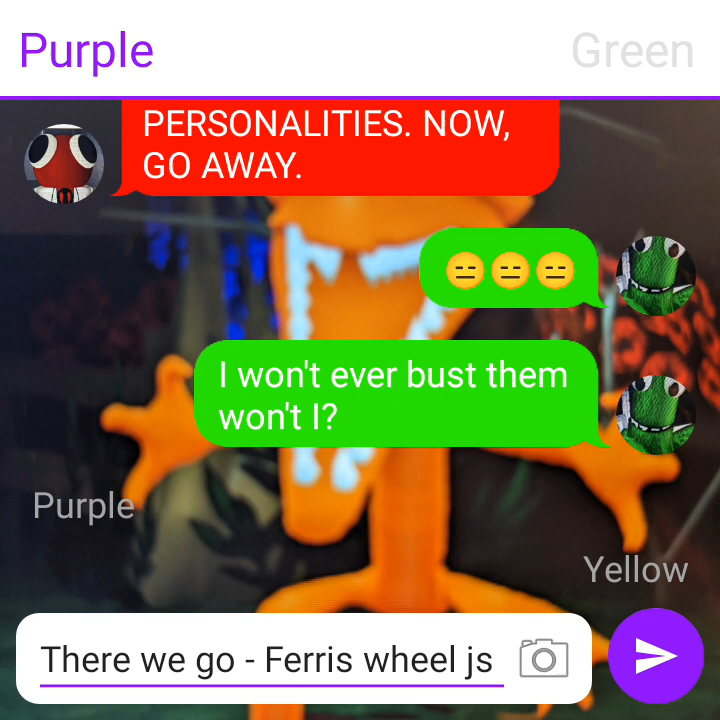 Purple
Green
PERSONALITIES. NOW,
GO AWAY.
😑😑😑
I won't ever bust them
won't I?
Purple
Yellow
There we go - Ferris wheel js